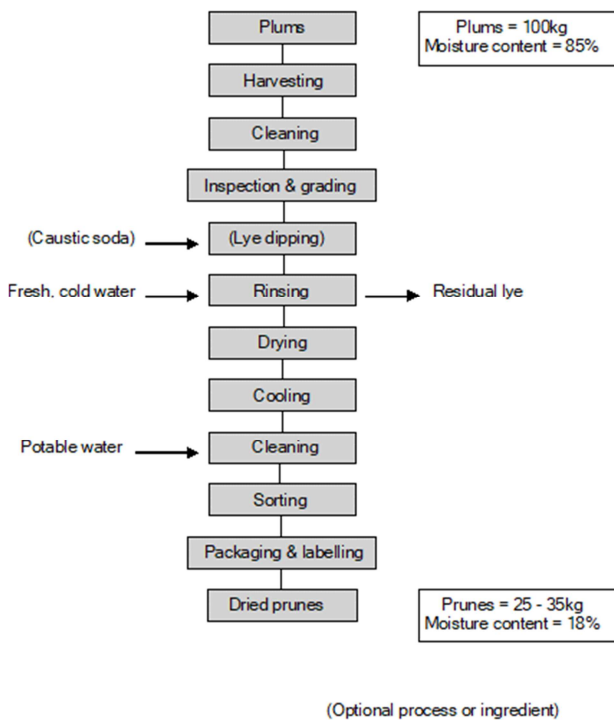 Plums
Plums = 100kg
Moisture content = 85%
Harvesting
Cleaning
Inspection & grading
(Caustic soda)
(Lye dipping)
Fresh, cold water
Rinsing
Residual lye
Drying
Cooling
Potable water
Cleaning
Sorting
Packaging & labelling
Dried prunes
Prunes = 25 - 35kg
Moisture content = 18%
(Optional process or ingredient)